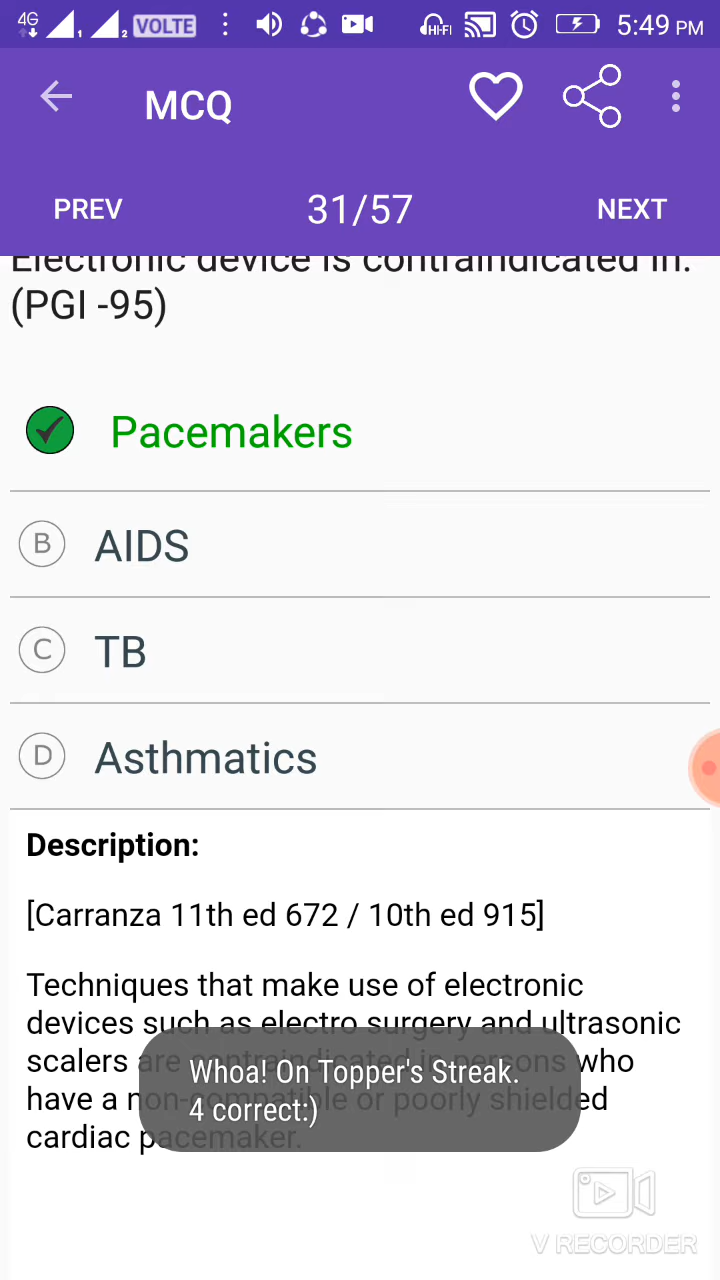 4G 1 2 VOLTE HI-FI 5:49 PM
MCQ
PREV 31/57 NEXT
Electronic device is contraindicated in:
(PGI -95)
Pacemakers
B AIDS
C TB
D Asthmatics
Description:
[Carranza 11th ed 672 / 10th ed 915]
Techniques that make use of electronic
devices such as electro surgery and ultrasonic
scalers are contraindicated in persons who
have a non-compatible or poorly shielded
cardiac pacemaker.
Whoa! On Topper's Streak.
4 correct:)
V RECORDER